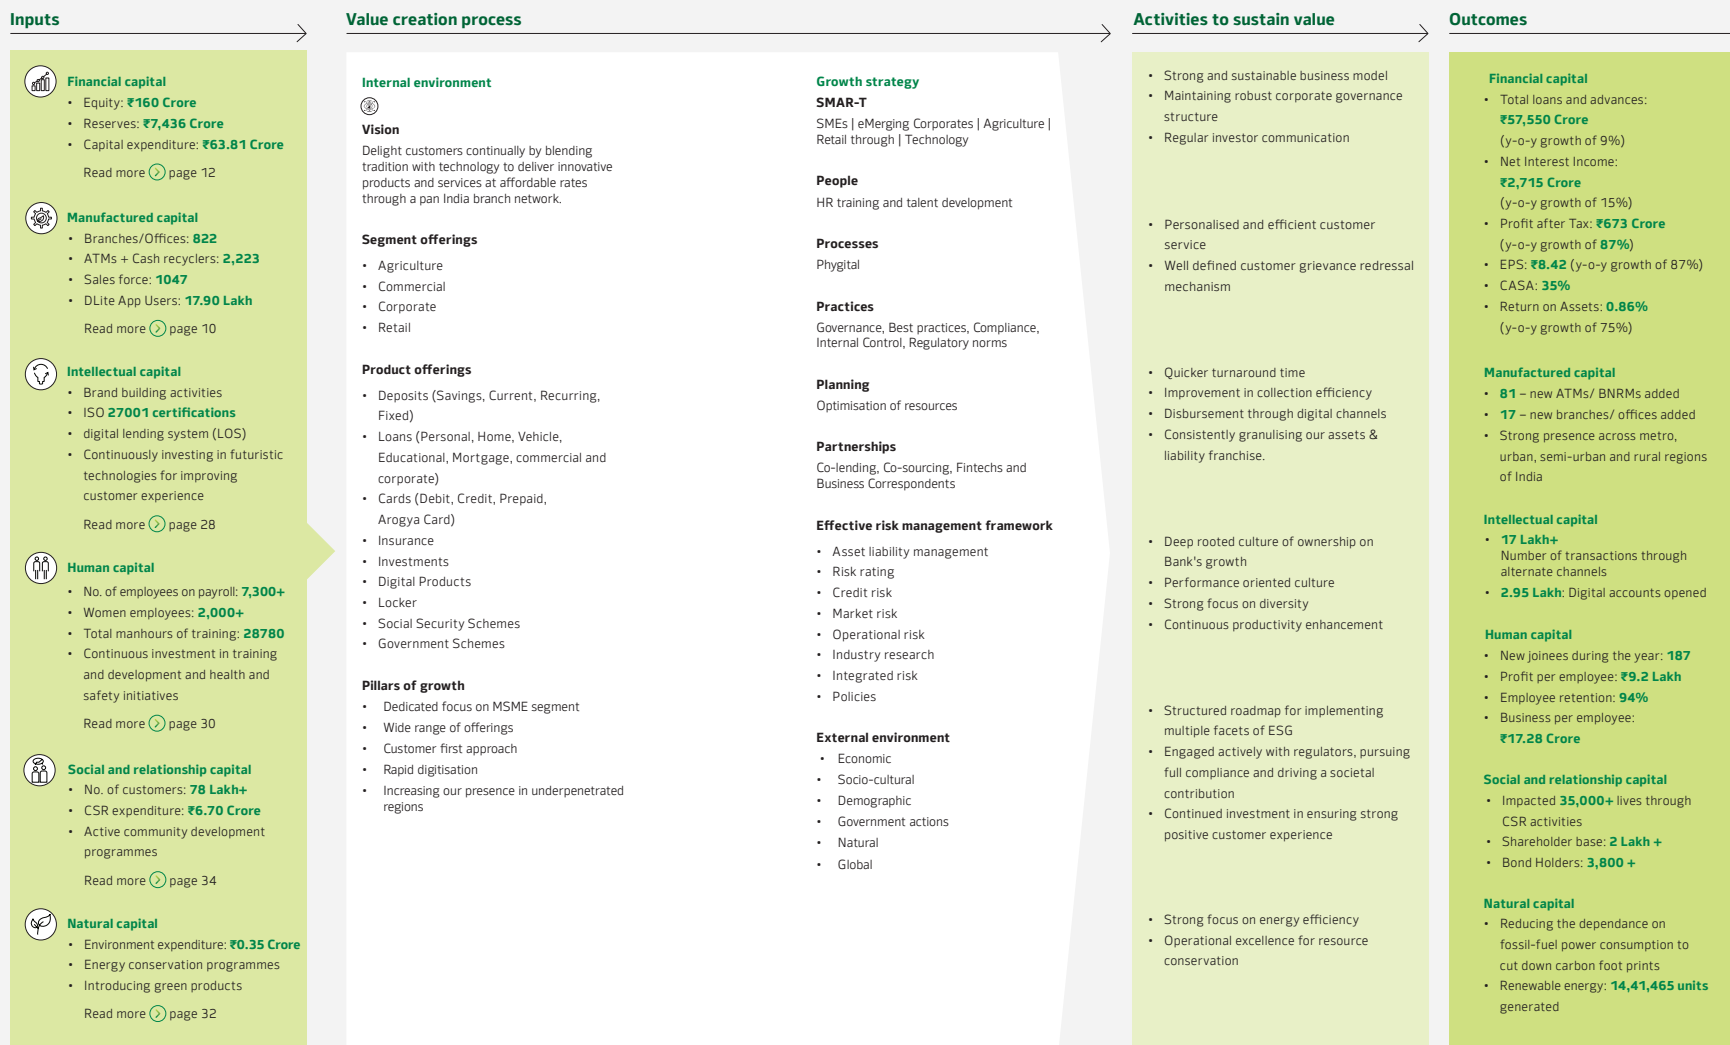 Inputs
Financial capital
• Equity: ₹160 Crore
• Reserves: ₹7,436 Crore
• Capital expenditure: ₹63.81 Crore
Read more page 12
Manufactured capital
• Branches/Offices: 822
• ATMs + Cash recyclers: 2,223
• Sales force: 1047
• DLite App Users: 17.90 Lakh
Read more page 10
Intellectual capital
• Brand building activities
• ISO 27001 certifications
• digital lending system (LOS)
• Continuously investing in futuristic
technologies for improving
customer experience
Read more page 28
Human capital
• No. of employees on payroll: 7,300+
• Women employees: 2,000+
• Total manhours of training: 28780
• Continuous investment in training
and development and health and
safety initiatives
Read more page 30
Social and relationship capital
• No. of customers: 78 Lakh+
• CSR expenditure: ₹6.70 Crore
• Active community development
programmes
Read more page 34
Natural capital
• Environment expenditure: ₹0.35 Crore
• Energy conservation programmes
• Introducing green products
Read more page 32
Value creation process
Internal environment
Vision
Delight customers continually by blending
tradition with technology to deliver innovative
products and services at affordable rates
through a pan India branch network.
Segment offerings
• Agriculture
• Commercial
• Corporate
• Retail
Product offerings
• Deposits (Savings, Current, Recurring,
Fixed)
• Loans (Personal, Home, Vehicle,
Educational, Mortgage, commercial and
corporate)
• Cards (Debit, Credit, Prepaid,
Arogya Card)
• Insurance
• Investments
• Digital Products
• Locker
• Social Security Schemes
• Government Schemes
Pillars of growth
• Dedicated focus on MSME segment
• Wide range of offerings
• Customer first approach
• Rapid digitisation
• Increasing our presence in underpenetrated
regions
Growth strategy
SMAR-T
SMEs | eMerging Corporates | Agriculture |
Retail through | Technology
People
HR training and talent development
Processes
Phygital
Practices
Governance, Best practices, Compliance,
Internal Control, Regulatory norms
Planning
Optimisation of resources
Partnerships
Co-lending, Co-sourcing, Fintechs and
Business Correspondents
Effective risk management framework
• Asset liability management
• Risk rating
• Credit risk
• Market risk
• Operational risk
• Industry research
• Integrated risk
• Policies
External environment
• Economic
• Socio-cultural
• Demographic
• Government actions
• Natural
• Global
Activities to sustain value
• Strong and sustainable business model
• Maintaining robust corporate governance
structure
• Regular investor communication
• Personalised and efficient customer
service
• Well defined customer grievance redressal
mechanism
• Quicker turnaround time
• Improvement in collection efficiency
• Disbursement through digital channels
• Consistently granulising our assets &
liability franchise.
• Deep rooted culture of ownership on
Bank's growth
• Performance oriented culture
• Strong focus on diversity
• Continuous productivity enhancement
• Structured roadmap for implementing
multiple facets of ESG
• Engaged actively with regulators, pursuing
full compliance and driving a societal
contribution
• Continued investment in ensuring strong
positive customer experience
• Strong focus on energy efficiency
• Operational excellence for resource
conservation
Outcomes
Financial capital
• Total loans and advances:
₹57,550 Crore
(y-o-y growth of 9%)
• Net Interest Income:
₹2,715 Crore
(y-o-y growth of 15%)
• Profit after Tax: ₹673 Crore
(y-o-y growth of 87%)
• EPS: ₹8.42 (y-o-y growth of 87%)
• CASA: 35%
• Return on Assets: 0.86%
(y-o-y growth of 75%)
Manufactured capital
• 81 – new ATMs/ BNRMs added
• 17 – new branches/ offices added
• Strong presence across metro,
urban, semi-urban and rural regions
of India
Intellectual capital
• 17 Lakh+
Number of transactions through
alternate channels
• 2.95 Lakh: Digital accounts opened
Human capital
• New joinees during the year: 187
• Profit per employee: ₹9.2 Lakh
• Employee retention: 94%
• Business per employee:
₹17.28 Crore
Social and relationship capital
• Impacted 35,000+ lives through
CSR activities
• Shareholder base: 2 Lakh +
• Bond Holders: 3,800 +
Natural capital
• Reducing the dependance on
fossil-fuel power consumption to
cut down carbon foot prints
• Renewable energy: 14,41,465 units
generated